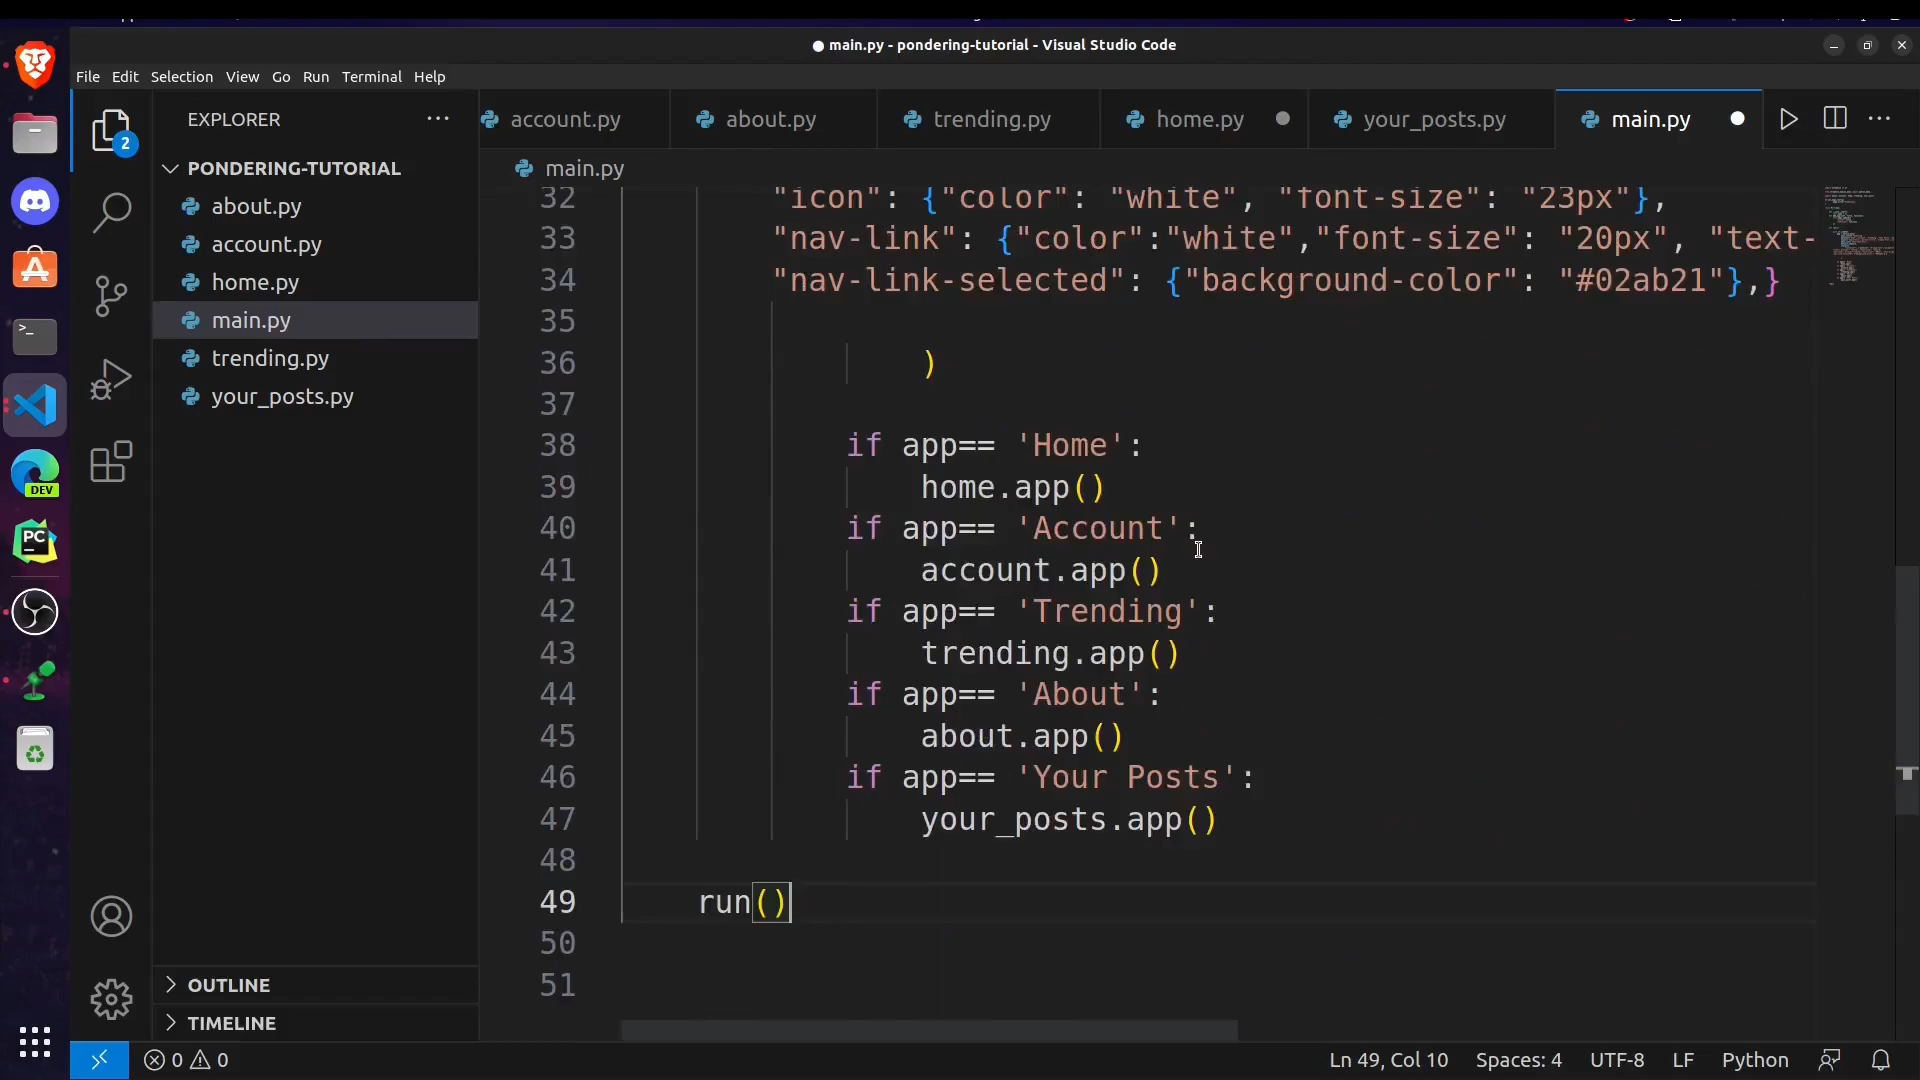 main.py - pondering-tutorial - Visual Studio Code
File Edit Selection View Go Run Terminal Help
EXPLORER
account.py about.py trending.py home.py your_posts.py main.py
2
PONDERING-TUTORIAL
main.py
about.py
account.py
home.py
main.py
trending.py
your_posts.py
32 "icon": {"color": "white", "font-size": "23px"},
33 "nav-link": {"color":"white","font-size": "20px", "text-
34 "nav-link-selected": {"background-color": "#02ab21"},}
35
36 )
37
38 if app== 'Home':
39 home.app()
40 if app== 'Account':
41 account.app()
42 if app== 'Trending':
43 trending.app()
44 if app== 'About':
45 about.app()
46 if app== 'Your Posts':
47 your_posts.app()
48
49 run()
50
51
DEV
PC
OUTLINE
TIMELINE
0 0 Ln 49, Col 10 Spaces: 4 UTF-8 LF Python